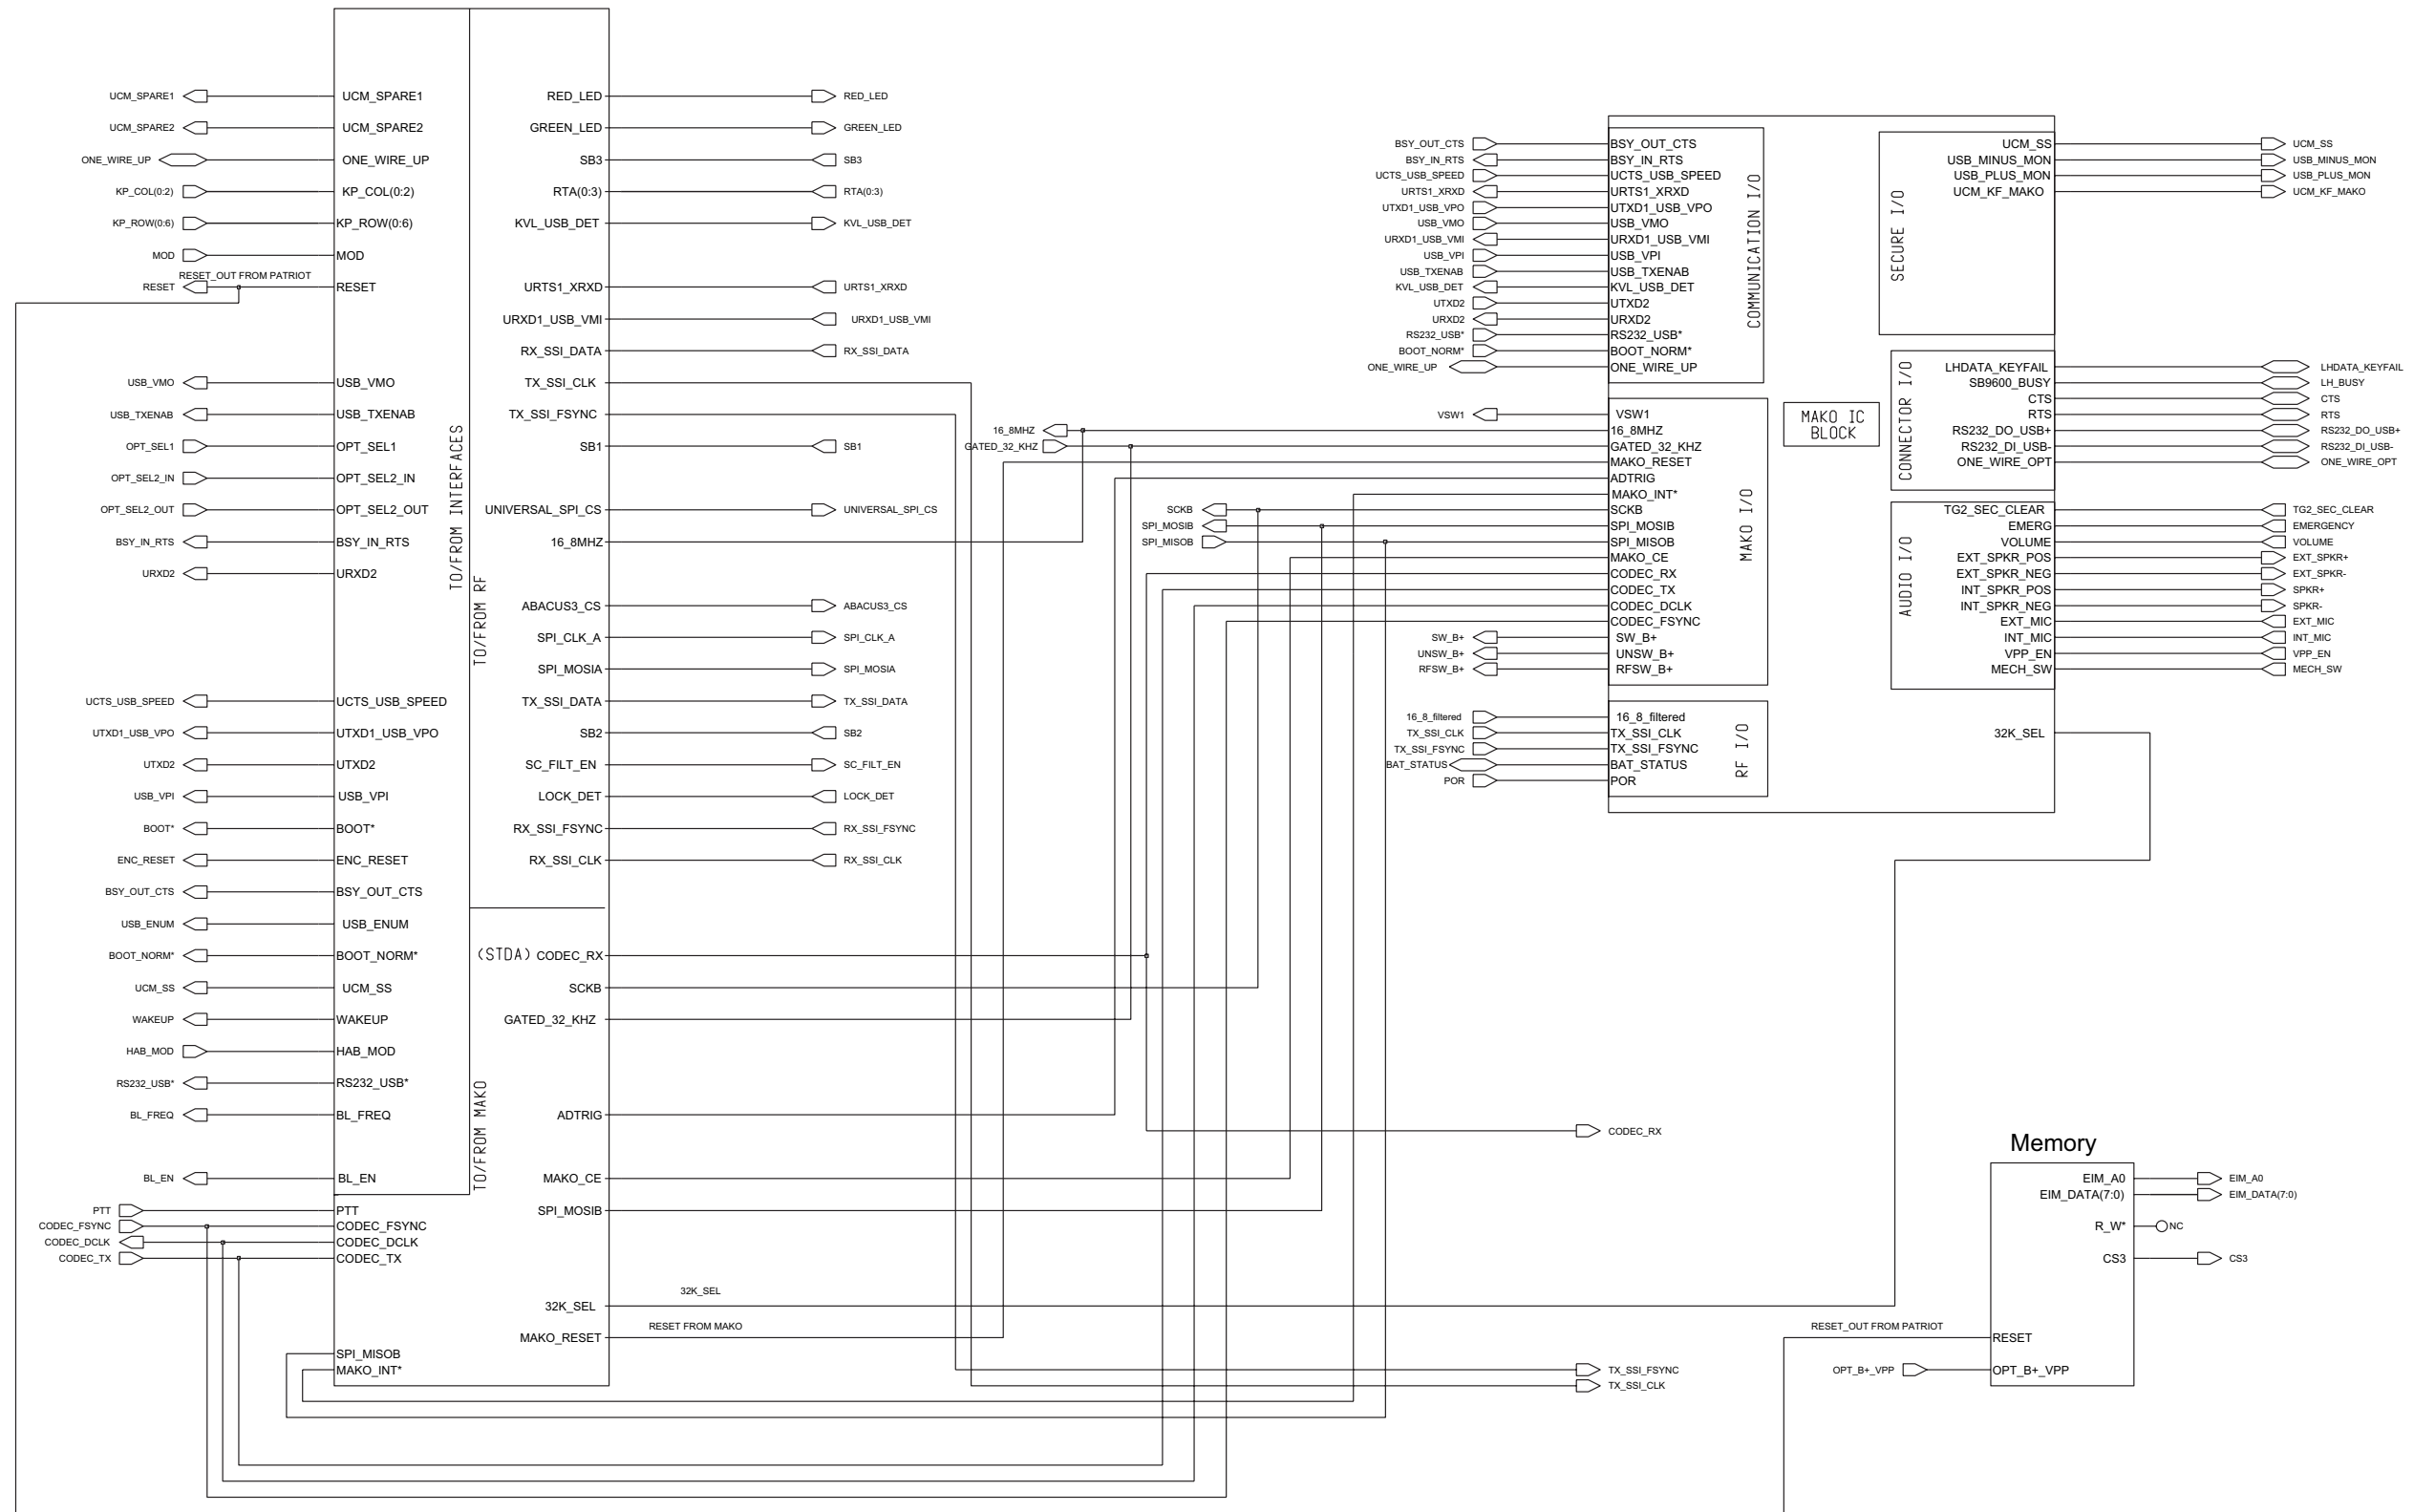 UCM_SPARE1 UCM_SPARE1
UCM_SPARE2 UCM_SPARE2
ONE_WIRE_UP ONE_WIRE_UP
KP_COL(0:2) KP_COL(0:2)
KP_ROW(0:6) KP_ROW(0:6)
MOD MOD
RESET_OUT FROM PATRIOT
RESET RESET
USB_VMO USB_VMO
USB_TXENAB USB_TXENAB
OPT_SEL1 OPT_SEL1
OPT_SEL2_IN OPT_SEL2_IN
OPT_SEL2_OUT OPT_SEL2_OUT
BSY_IN_RTS BSY_IN_RTS
URXD2 URXD2
UCTS_USB_SPEED UCTS_USB_SPEED
UTXD1_USB_VPO UTXD1_USB_VPO
UTXD2 UTXD2
USB_VPI USB_VPI
BOOT* BOOT*
ENC_RESET ENC_RESET
BSY_OUT_CTS BSY_OUT_CTS
USB_ENUM USB_ENUM
BOOT_NORM* BOOT_NORM*
UCM_SS UCM_SS
WAKEUP WAKEUP
HAB_MOD HAB_MOD
RS232_USB* RS232_USB*
BL_FREQ BL_FREQ
BL_EN BL_EN
PTT PTT
CODEC_FSYNC CODEC_FSYNC
CODEC_DCLK CODEC_DCLK
CODEC_TX CODEC_TX
SPI_MISOB
MAKO_INT*
TO/FROM INTERFACES
TO/FROM RF
TO/FROM MAKO
RED_LED RED_LED
GREEN_LED GREEN_LED
SB3 SB3
RTA(0:3) RTA(0:3)
KVL_USB_DET KVL_USB_DET
URTS1_XRXD URTS1_XRXD
URXD1_USB_VMI URXD1_USB_VMI
RX_SSI_DATA RX_SSI_DATA
TX_SSI_CLK
TX_SSI_FSYNC
SB1 SB1
UNIVERSAL_SPI_CS UNIVERSAL_SPI_CS
16_8MHZ
ABACUS3_CS ABACUS3_CS
SPI_CLK_A SPI_CLK_A
SPI_MOSIA SPI_MOSIA
TX_SSI_DATA TX_SSI_DATA
SB2 SB2
SC_FILT_EN SC_FILT_EN
LOCK_DET LOCK_DET
RX_SSI_FSYNC RX_SSI_FSYNC
RX_SSI_CLK RX_SSI_CLK
(STDA) CODEC_RX
SCKB
GATED_32_KHZ
ADTRIG
MAKO_CE
SPI_MOSIB
32K_SEL 32K_SEL
MAKO_RESET RESET FROM MAKO
CODEC_RX
TX_SSI_FSYNC
TX_SSI_CLK
BSY_OUT_CTS BSY_OUT_CTS
BSY_IN_RTS BSY_IN_RTS
UCTS_USB_SPEED UCTS_USB_SPEED
URTS1_XRXD URTS1_XRXD
UTXD1_USB_VPO UTXD1_USB_VPO
USB_VMO USB_VMO
URXD1_USB_VMI URXD1_USB_VMI
USB_VPI USB_VPI
USB_TXENAB USB_TXENAB
KVL_USB_DET KVL_USB_DET
UTXD2 UTXD2
URXD2 URXD2
RS232_USB* RS232_USB*
BOOT_NORM* BOOT_NORM*
ONE_WIRE_UP ONE_WIRE_UP
COMMUNICATION I/O
VSW1 VSW1
16_8MHZ 16_8MHZ
GATED_32_KHZ GATED_32_KHZ
MAKO_RESET
ADTRIG
MAKO_INT*
SCKB SCKB
SPI_MOSIB SPI_MOSIB
SPI_MISOB SPI_MISOB
MAKO_CE
CODEC_RX
CODEC_TX
CODEC_DCLK
CODEC_FSYNC
SW_B+ SW_B+
UNSW_B+ UNSW_B+
RFSW_B+ RFSW_B+
MAKO I/O
16_8_filtered 16_8_filtered
TX_SSI_CLK TX_SSI_CLK
TX_SSI_FSYNC TX_SSI_FSYNC
BAT_STATUS BAT_STATUS
POR POR
RF I/O
MAKO IC
BLOCK
SECURE I/O
UCM_SS UCM_SS
USB_MINUS_MON USB_MINUS_MON
USB_PLUS_MON USB_PLUS_MON
UCM_KF_MAKO UCM_KF_MAKO
CONNECTOR I/O
LHDATA_KEYFAIL LHDATA_KEYFAIL
SB9600_BUSY LH_BUSY
CTS CTS
RTS RTS
RS232_DO_USB+ RS232_DO_USB+
RS232_DI_USB- RS232_DI_USB-
ONE_WIRE_OPT ONE_WIRE_OPT
AUDIO I/O
TG2_SEC_CLEAR TG2_SEC_CLEAR
EMERG EMERGENCY
VOLUME VOLUME
EXT_SPKR_POS EXT_SPKR+
EXT_SPKR_NEG EXT_SPKR-
INT_SPKR_POS SPKR+
INT_SPKR_NEG SPKR-
EXT_MIC EXT_MIC
INT_MIC INT_MIC
VPP_EN VPP_EN
MECH_SW MECH_SW
32K_SEL
Memory
EIM_A0 EIM_A0
EIM_DATA(7:0) EIM_DATA(7:0)
R_W* NC
CS3 CS3
RESET_OUT FROM PATRIOT
RESET
OPT_B+_VPP OPT_B+_VPP